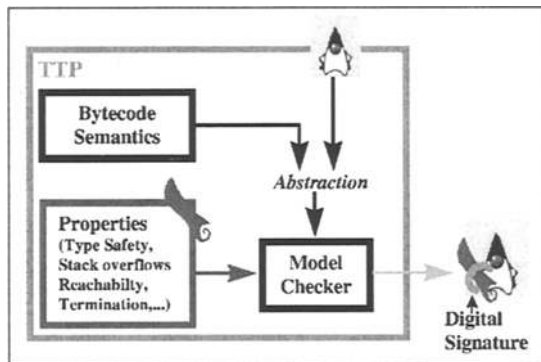 TTP
Bytecode
Semantics
Abstraction
Properties
(Type Safety,
Stack overflows
Reachabilty,
Termination,...)
Model
Checker
Digital
Signature